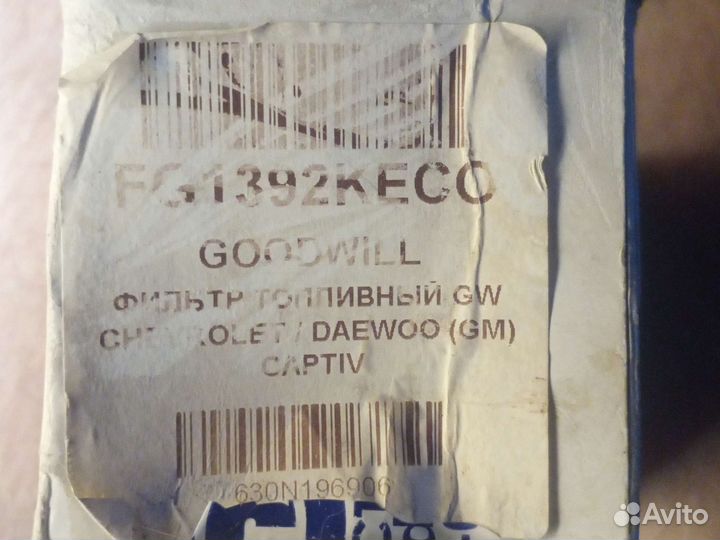 FG1392KECO
GOODWILL
ФИЛЬТР ТОПЛИВНЫЙ GW
CHEVROLET / DAEWOO (GM)
CAPTIV
630N196906
Avito